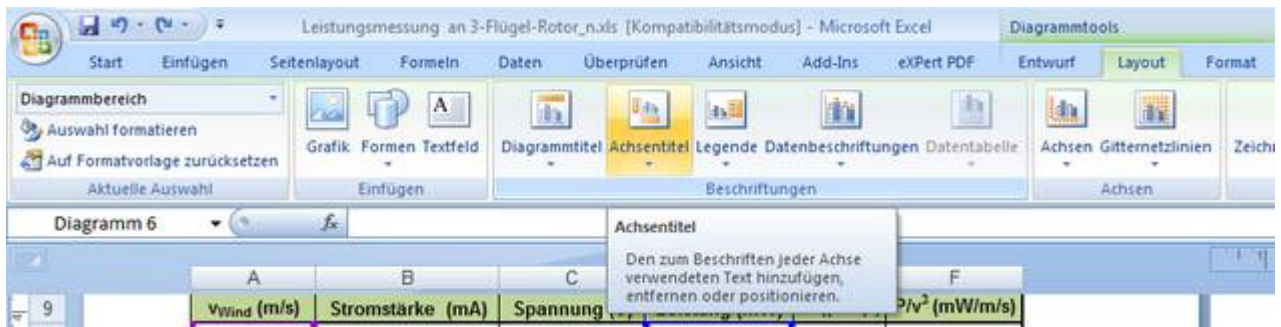 Leistungsmessung an 3-Flügel-Rotor_n.xls [Kompatibilitätsmodus] - Microsoft Excel Diagrammtools
Start Einfügen Seitenlayout Formeln Daten Überprüfen Ansicht Add-Ins eXPert PDF Entwurf Layout Format
Diagrammbereich
Auswahl formatieren
Auf Formatvorlage zurücksetzen
Aktuelle Auswahl
Grafik Formen Textfeld
Einfügen
Diagrammtitel Achsentitel Legende Datenbeschriftungen Datentabelle
Beschriftungen
Achsen Gitternetzlinien
Achsen
Diagramm 6 fx
Achsentitel
Den zum Beschriften jeder Achse
verwendeten Text hinzufügen,
entfernen oder positionieren.
A B C F
9 vWind (m/s) Stromstärke (mA) Spannung P/v³ (mW/m/s)